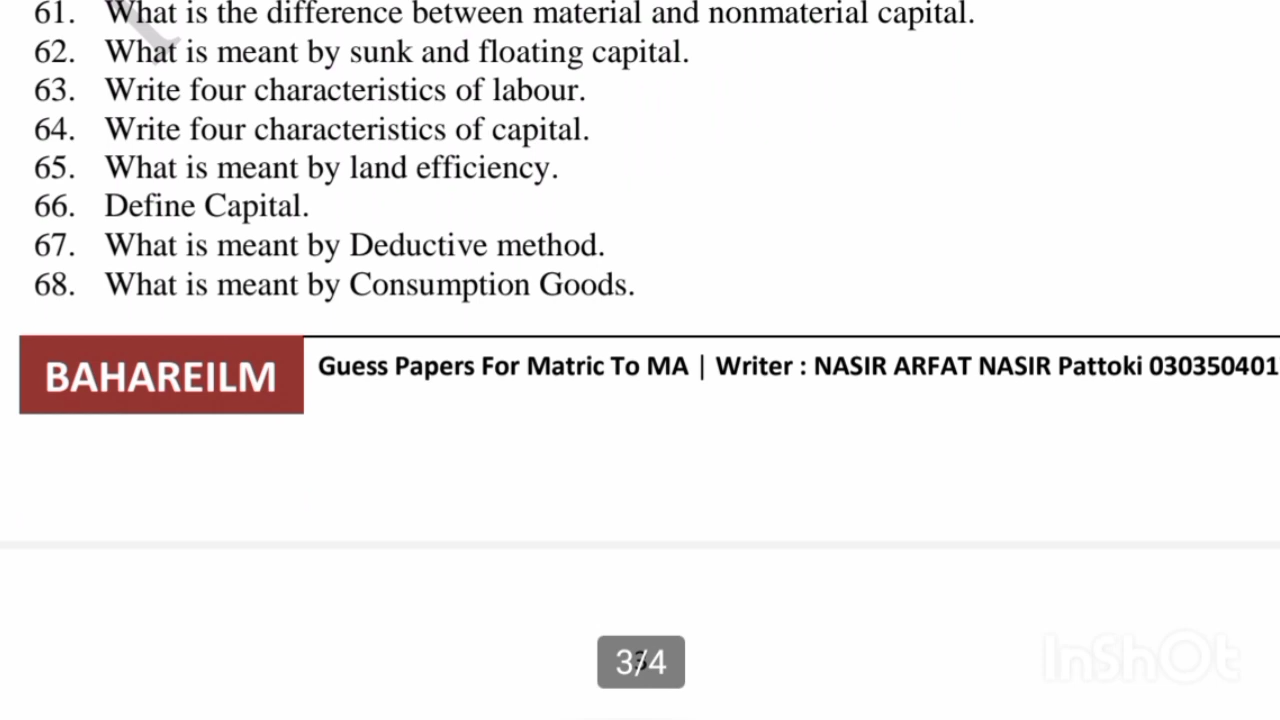 61. What is the difference between material and nonmaterial capital.
62. What is meant by sunk and floating capital.
63. Write four characteristics of labour.
64. Write four characteristics of capital.
65. What is meant by land efficiency.
66. Define Capital.
67. What is meant by Deductive method.
68. What is meant by Consumption Goods.
BAHAREILM
Guess Papers For Matric To MA | Writer : NASIR ARFAT NASIR Pattoki 030350401
3/4
InShOt